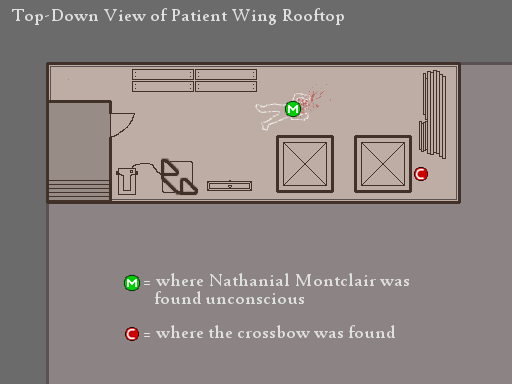 Top-Down View of Patient Wing Rooftop
M
C
M = where Nathanial Montclair was
found unconscious
C = where the crossbow was found